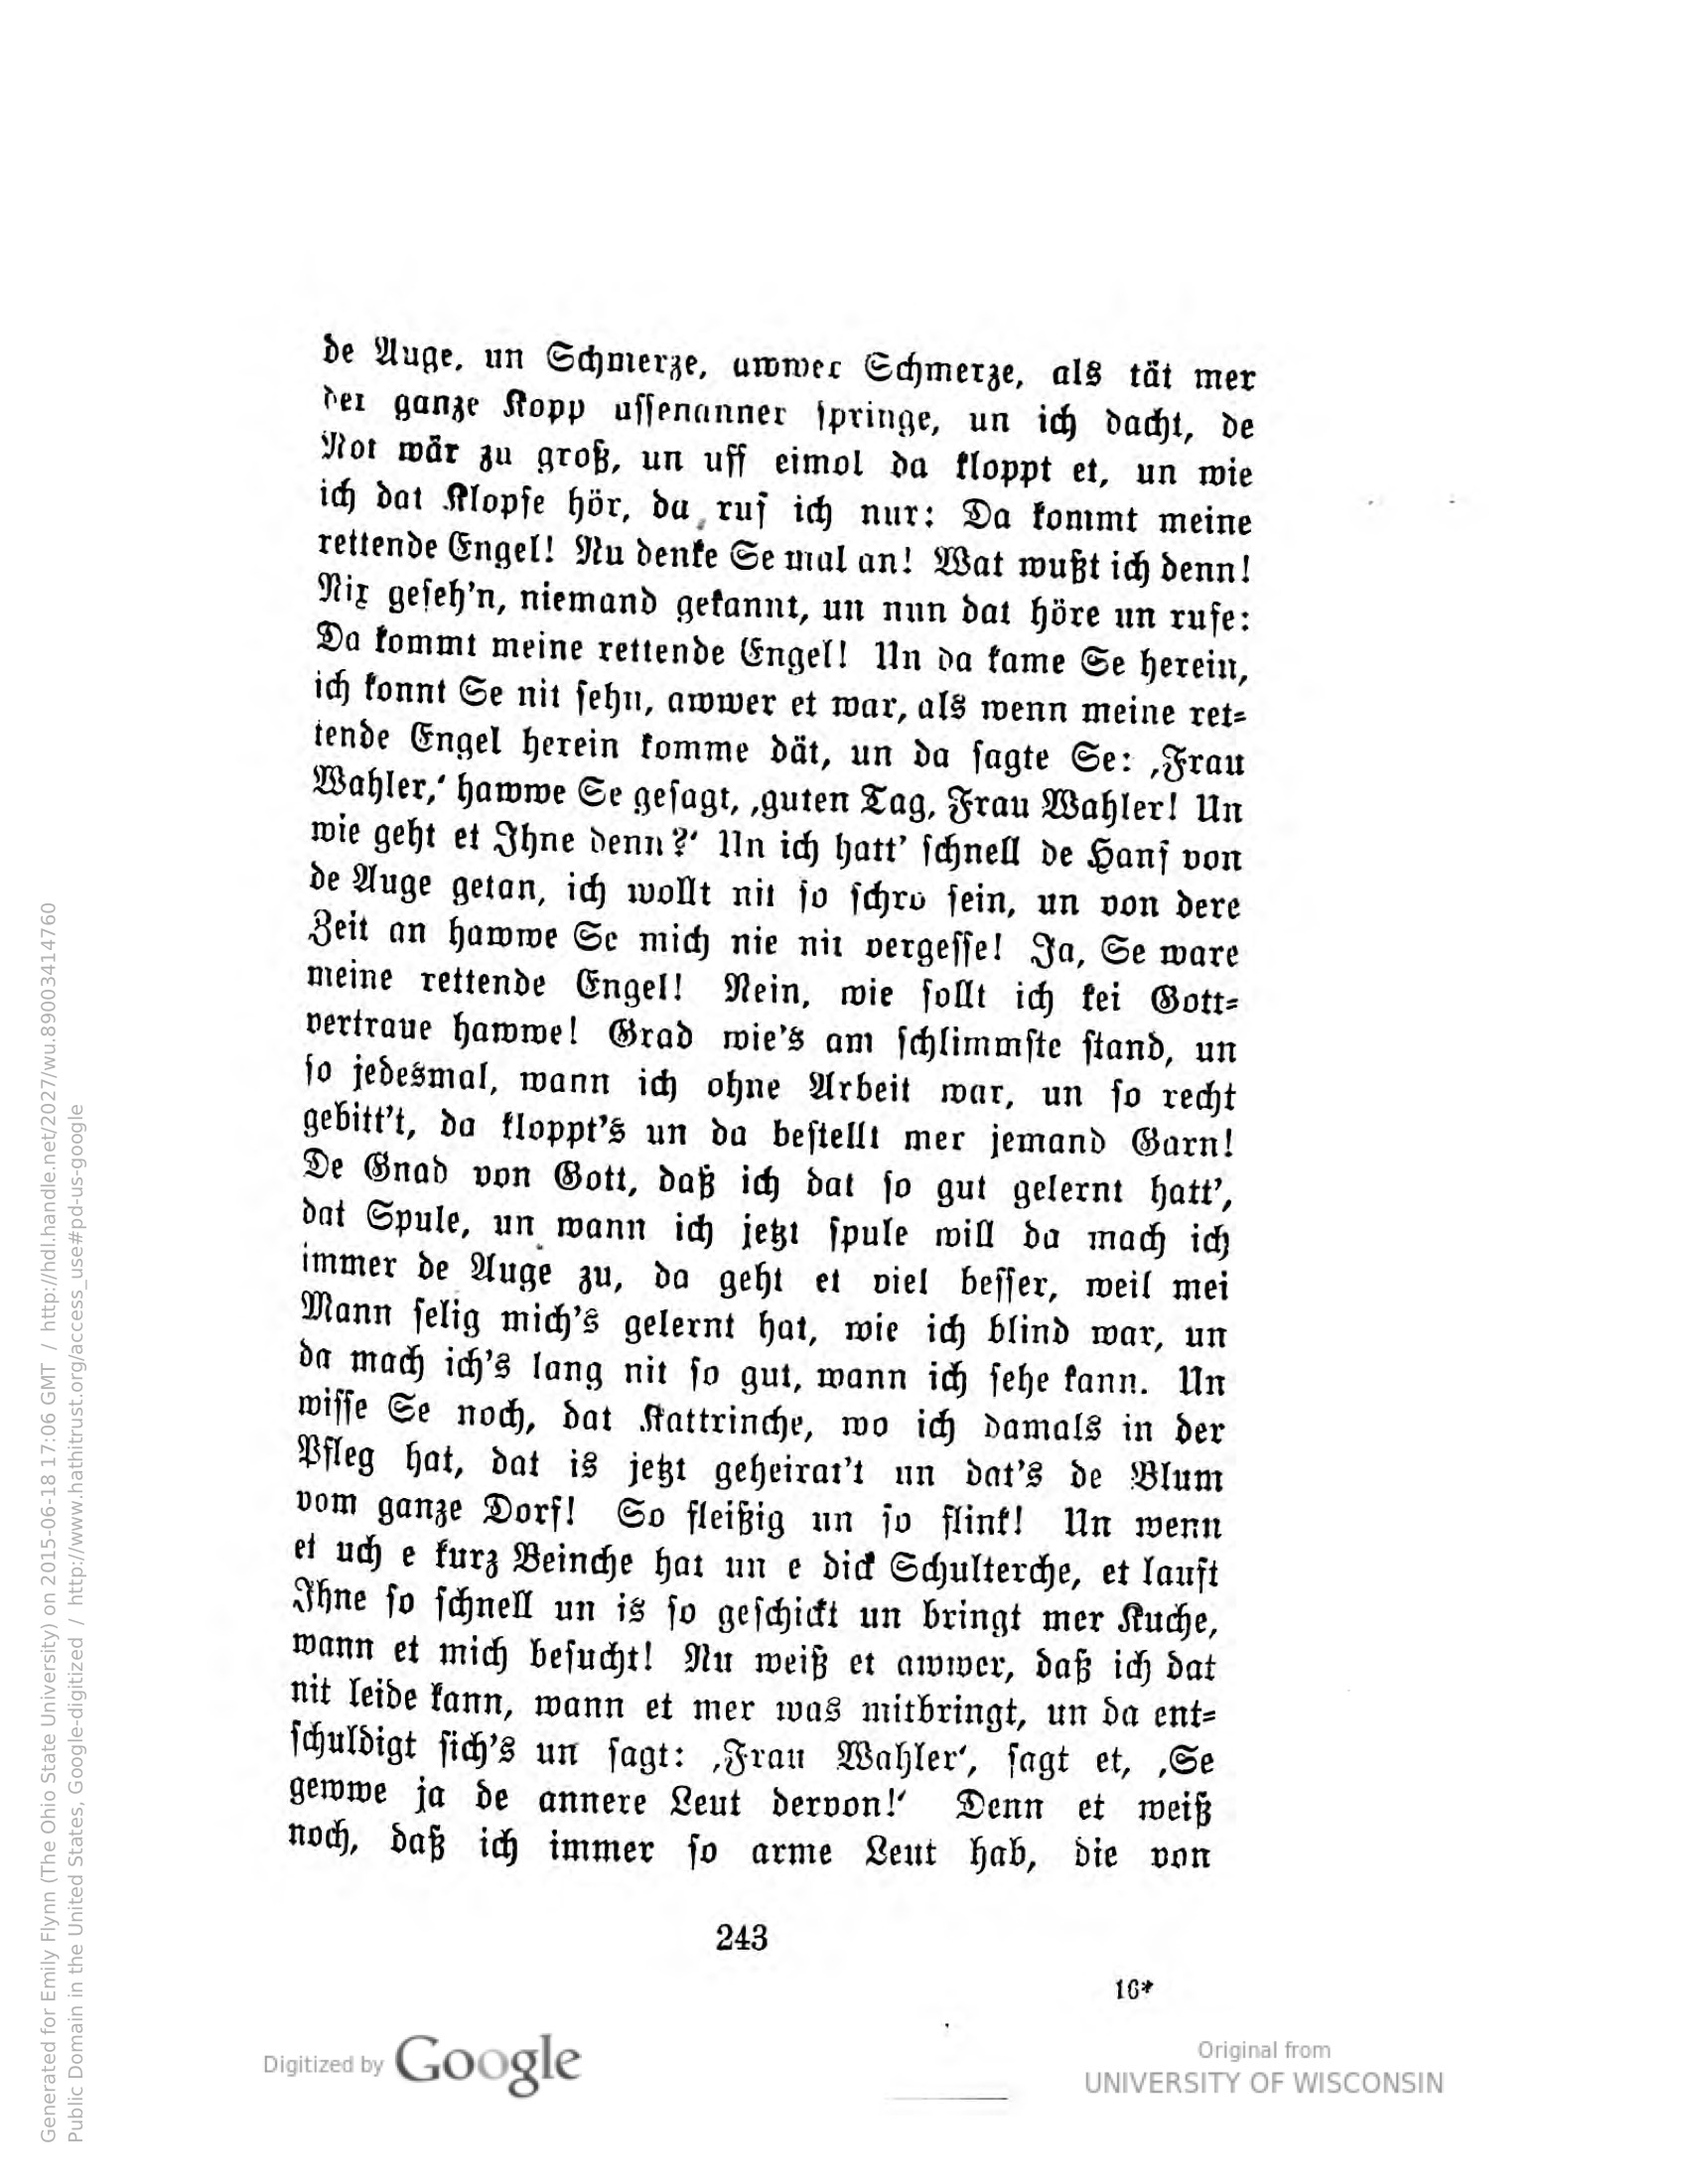 de Auge, un Schmerze, awwer Schmerze, als tät mer
der ganze Kopp ussenanner springe, un ich dacht, de
Not wär zu groß, un uff eimol da kloppt et, un wie
ich dat Klopfe hör, da ruf ich nur: Da kommt meine
rettende Engel! Nu denke Se mal an! Wat wußt ich denn!
Nix geseh'n, niemand gekannt, un nun dat höre un rufe:
Da kommt meine rettende Engel! Un da kame Se herein,
ich konnt Se nit sehn, awwer et war, als wenn meine ret-
tende Engel herein komme dät, un da sagte Se: ‚Frau
Wahler,‘ hawwe Se gesagt, ‚guten Tag, Frau Wahler! Un
wie geht et Ihne denn?‘ Un ich hatt' schnell de Hanf von
de Auge getan, ich wollt nit so schro sein, un von dere
Zeit an hawwe Se mich nie nit vergesse! Ja, Se ware
meine rettende Engel! Nein, wie sollt ich kei Gott-
vertraue hawwe! Grad wie's am schlimmste stand, un
so jedesmal, wann ich ohne Arbeit war, un so recht
gebitt't, da kloppt's un da bestellt mer jemand Garn!
De Gnad von Gott, daß ich dat so gut gelernt hatt',
dat Spule, un wann ich jetzt spule will da mach ich
immer de Auge zu, da geht et viel besser, weil mei
Mann selig mich's gelernt hat, wie ich blind war, un
da mach ich's lang nit so gut, wann ich sehe kann. Un
wisse Se noch, dat Kattrinche, wo ich damals in der
Pfleg hat, dat is jetzt geheirat't un dat's de Blum
vom ganze Dorf! So fleißig un so flink! Un wenn
et uch e kurz Beinche hat un e dick Schulterche, et lauft
Ihne so schnell un is so geschickt un bringt mer Kuche,
wann et mich besucht! Nu weiß et awwer, daß ich dat
nit leide kann, wann et mer was mitbringt, un da ent-
schuldigt sich's un sagt: ‚Frau Wahler‘, sagt et, ‚Se
gewwe ja de annere Leut dervon!‘ Denn et weiß
noch, daß ich immer so arme Leut hab, die von
243
16*
Digitized by Google
Original from
UNIVERSITY OF WISCONSIN
Generated for Emily Flynn (The Ohio State University) on 2015-06-18 17:06 GMT / http://hdl.handle.net/2027/wu.89003414760
Public Domain in the United States, Google-digitized / http://www.hathitrust.org/access_use#pd-us-google